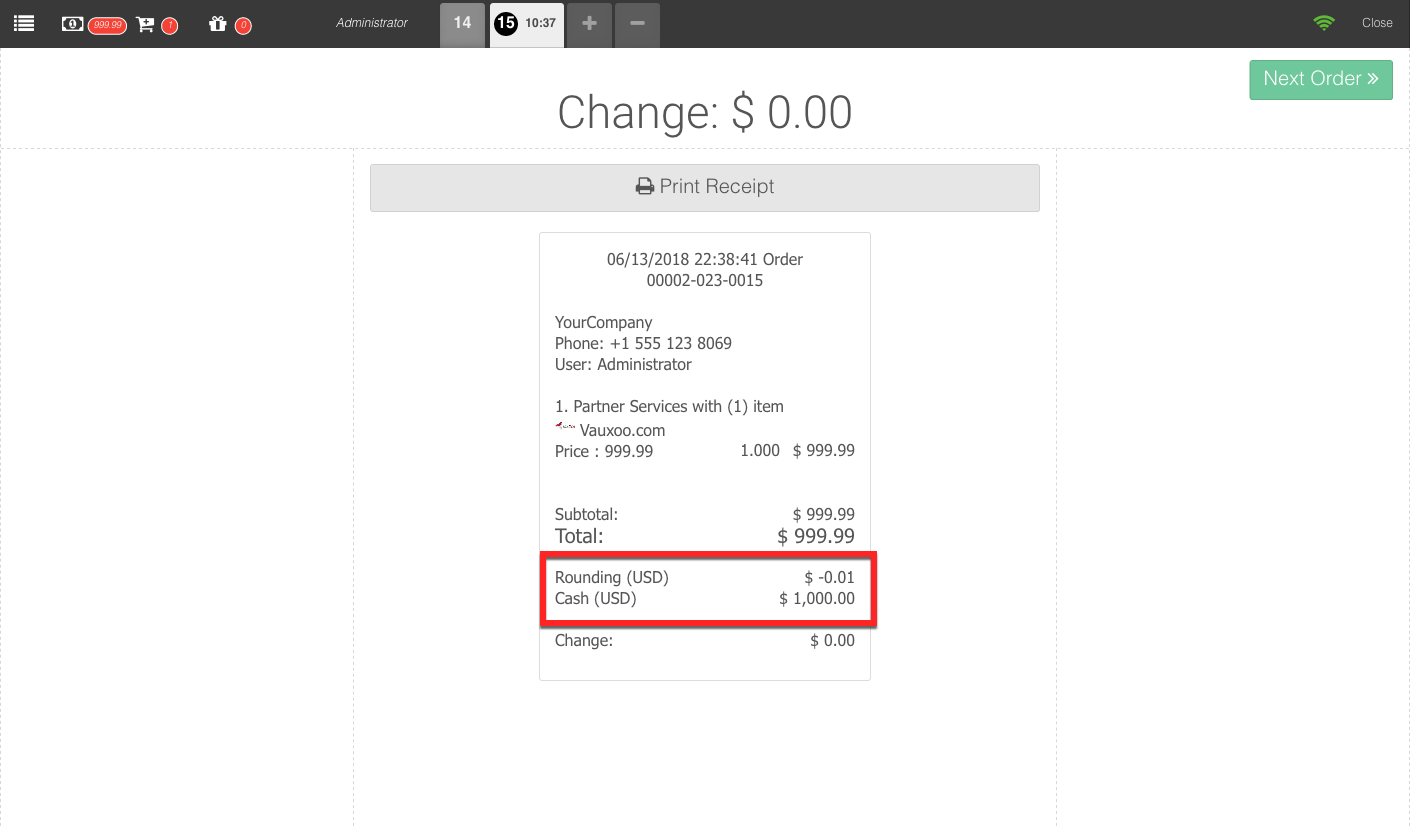 999.99
1
0
Administrator
14
15 10:37
Close
Next Order »
Change: $ 0.00
Print Receipt
06/13/2018 22:38:41 Order
00002-023-0015
YourCompany
Phone: +1 555 123 8069
User: Administrator
1. Partner Services with (1) item
Vauxoo.com
Price : 999.99 1.000 $ 999.99
Subtotal: $ 999.99
Total: $ 999.99
Rounding (USD) $ -0.01
Cash (USD) $ 1,000.00
Change: $ 0.00